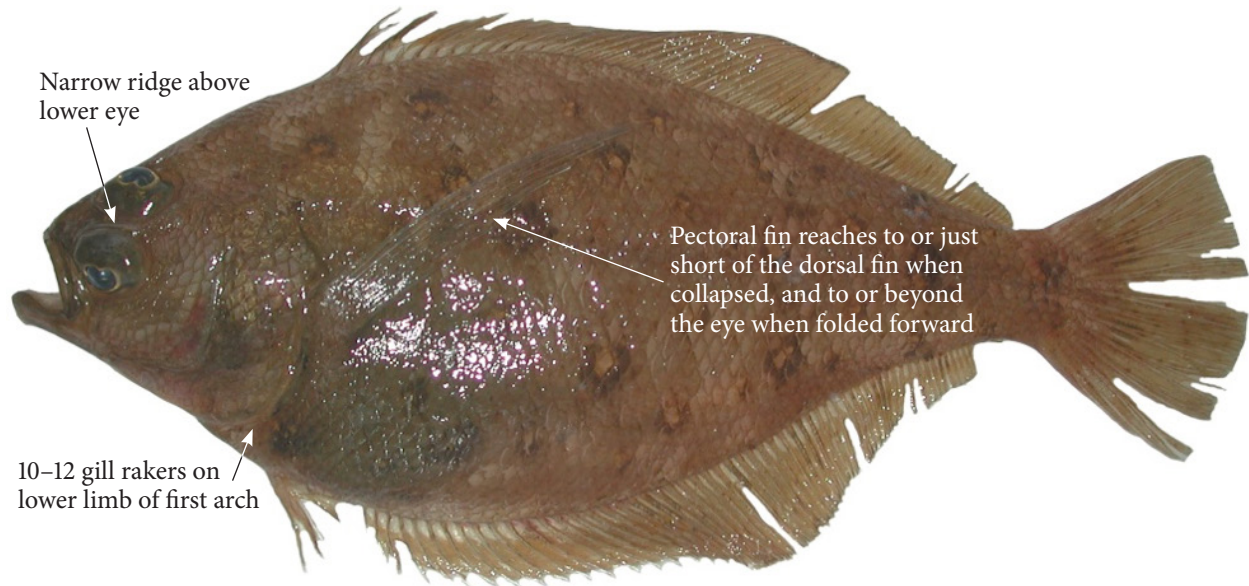 Narrow ridge above
lower eye
Pectoral fin reaches to or just
short of the dorsal fin when
collapsed, and to or beyond
the eye when folded forward
10–12 gill rakers on
lower limb of first arch